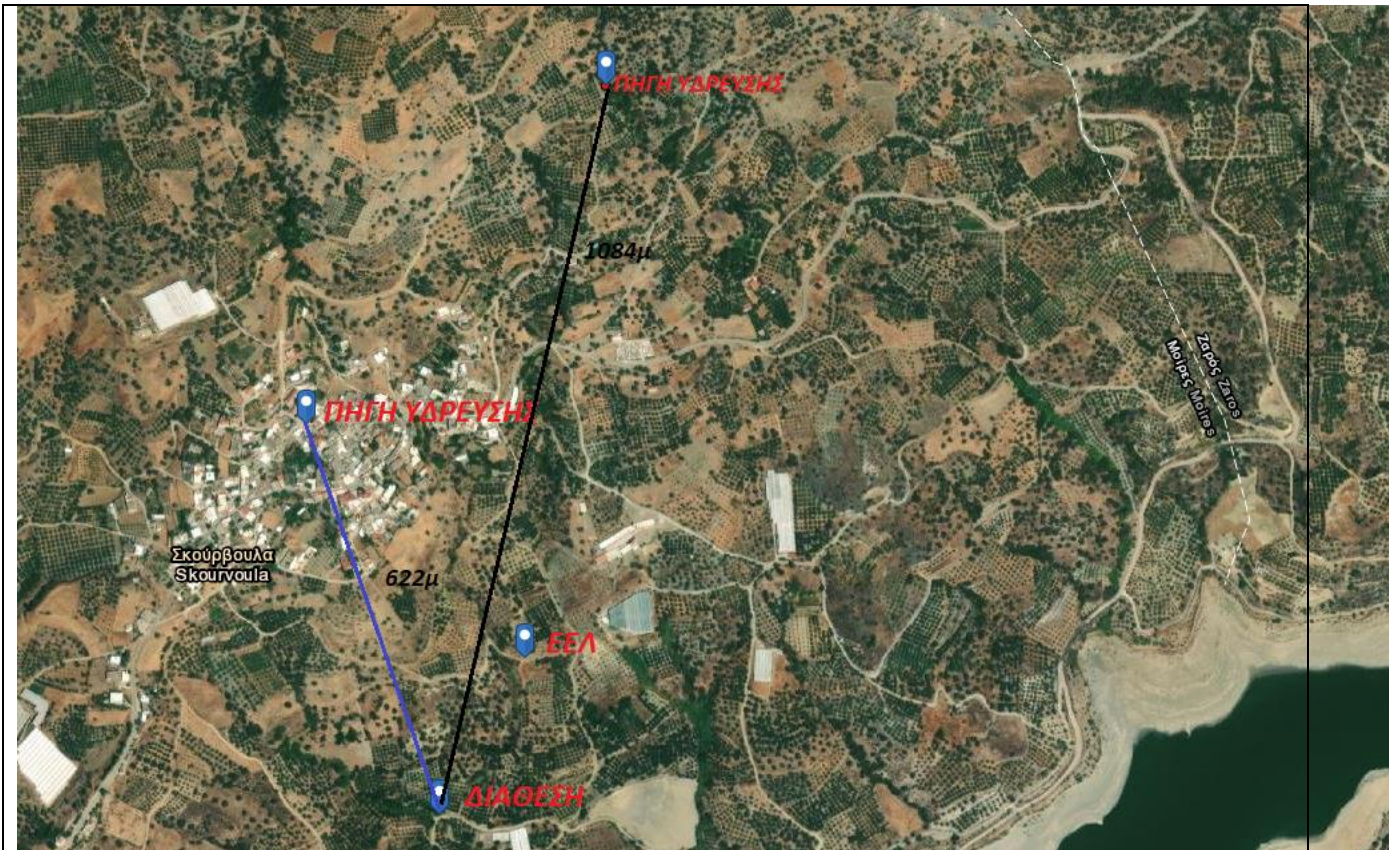 ΠΗΓΗ ΥΔΡΕΥΣΗΣ
1084μ
Ζαρός Zaros
Μοίρες Moires
ΠΗΓΗ ΥΔΡΕΥΣΗΣ
Σκούρβουλα
Skourvoula
622μ
ΕΕΛ
ΔΙΑΘΕΣΗ